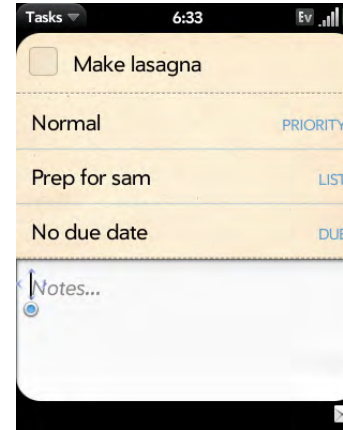 Tasks 6:33 Ev
Make lasagna
Normal PRIORITY
Prep for sam LIST
No due date DUE
Notes...